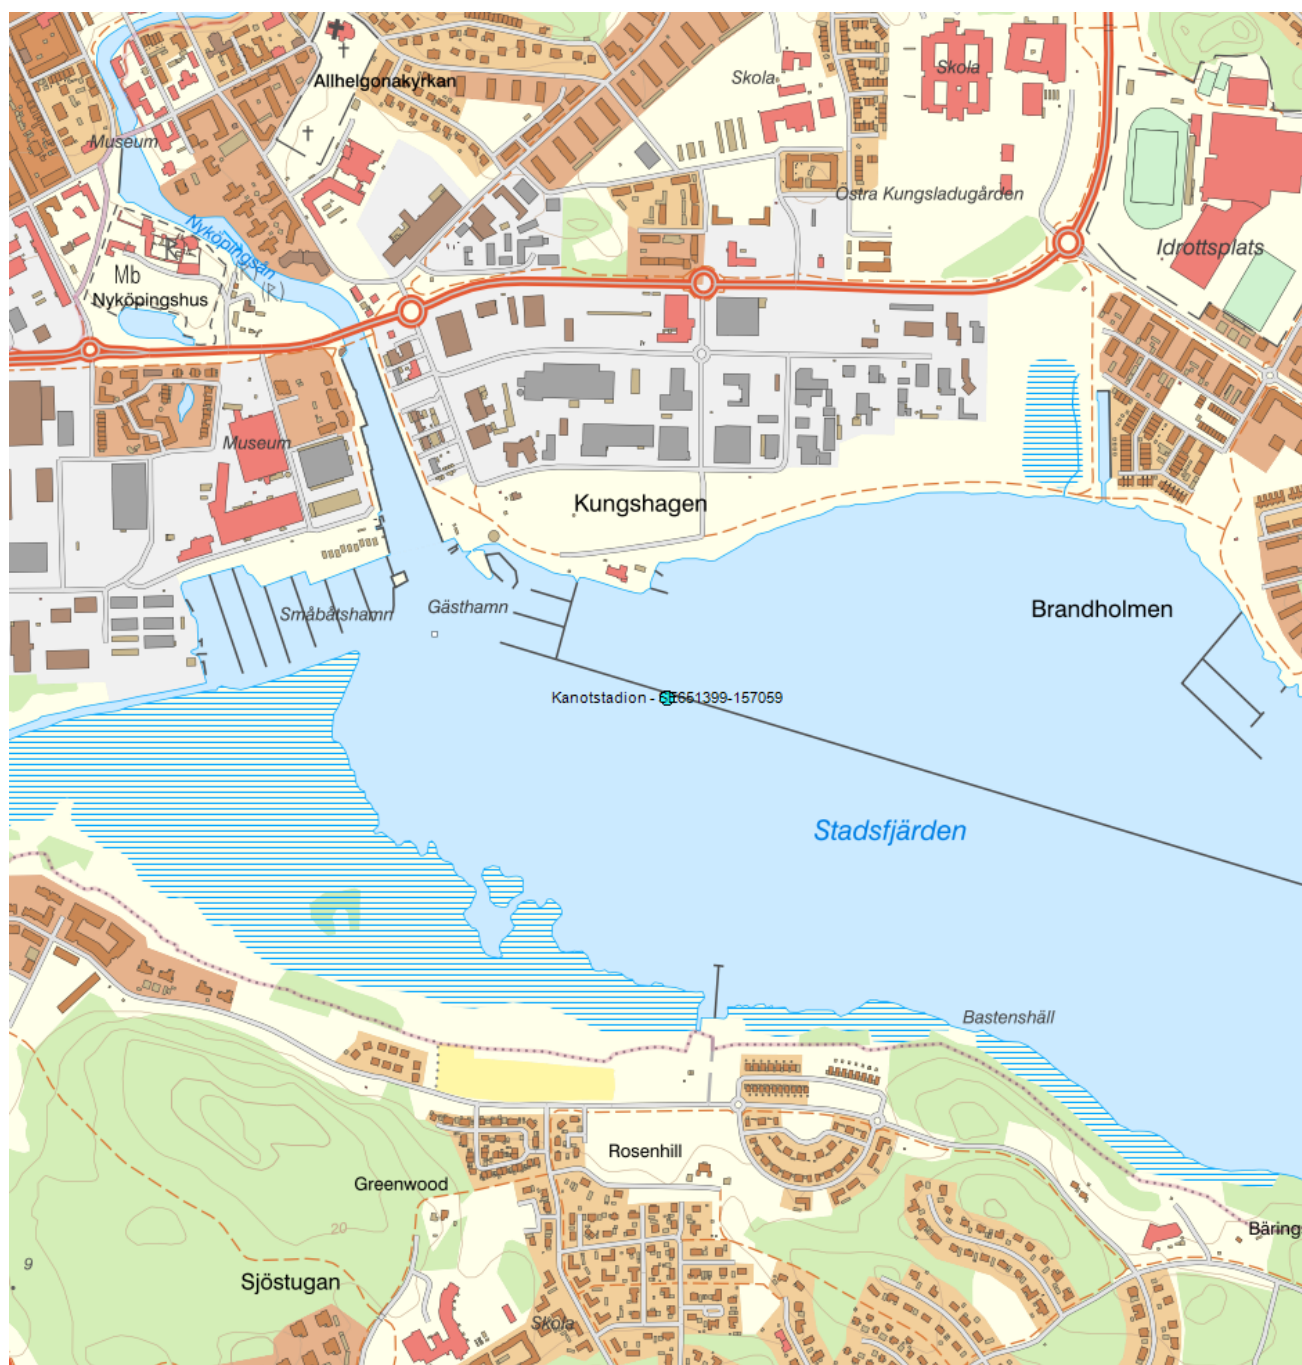 Allhelgonakyrkan
Skola
Skola
Museum
Östra Kungsladugården
Nyköpingsån
Idrottsplats
R
Mb
(R)
Nyköpingshus
Museum
Kungshagen
Småbåtshamn
Gästhamn
Brandholmen
Kanotstadion - SE651399-157059
Stadsfjärden
Bastenshäll
Rosenhill
Greenwood
20
Bäring
9
Sjöstugan
Skola